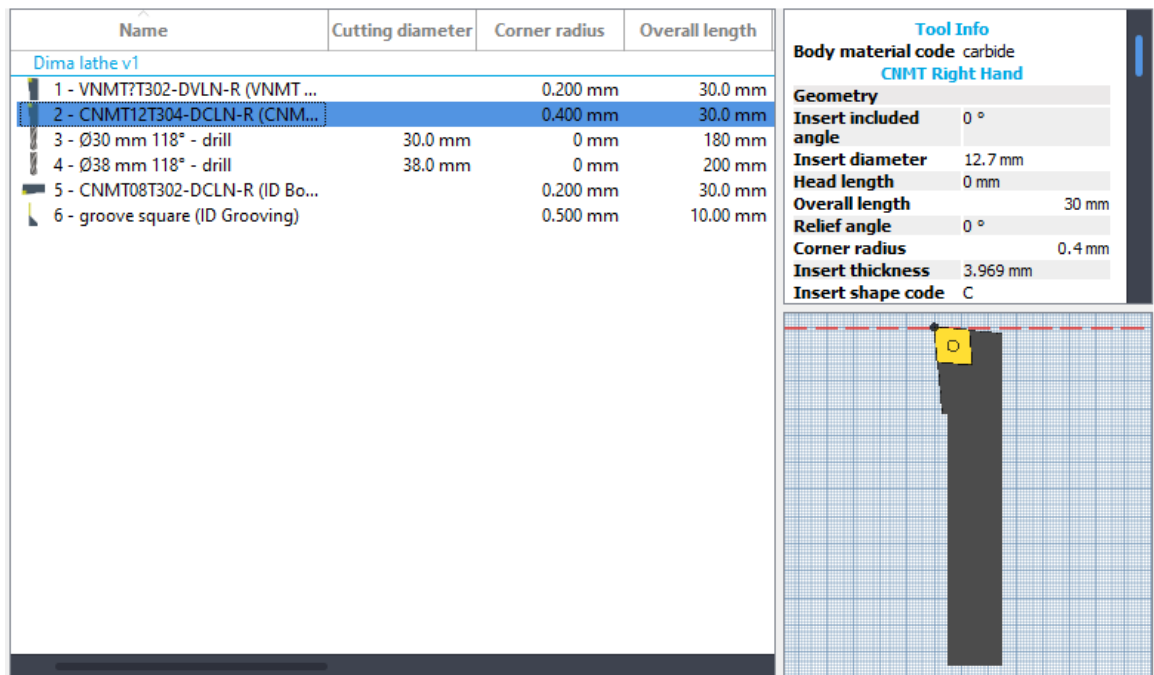 Name Cutting diameter Corner radius Overall length
Dima lathe v1
1 - VNMT?T302-DVLN-R (VNMT ... 0.200 mm 30.0 mm
2 - CNMT12T304-DCLN-R (CNM... 0.400 mm 30.0 mm
3 - Ø30 mm 118° - drill 30.0 mm 0 mm 180 mm
4 - Ø38 mm 118° - drill 38.0 mm 0 mm 200 mm
5 - CNMT08T302-DCLN-R (ID Bo... 0.200 mm 30.0 mm
6 - groove square (ID Grooving) 0.500 mm 10.00 mm
Tool Info
Body material code carbide
CNMT Right Hand
Geometry
Insert included 0 °
angle
Insert diameter 12.7 mm
Head length 0 mm
Overall length 30 mm
Relief angle 0 °
Corner radius 0.4 mm
Insert thickness 3.969 mm
Insert shape code C